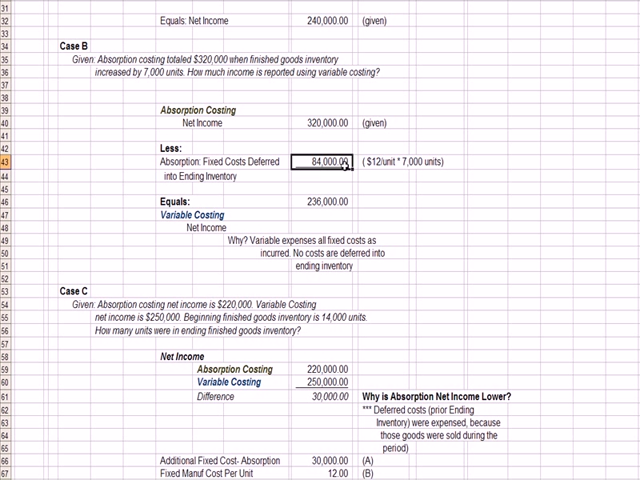 31
32 Equals: Net Income 240,000.00 (given)
33
34 Case B
35 Given: Absorption costing totaled $320,000 when finished goods inventory
36 increased by 7,000 units. How much income is reported using variable costing?
37
38
39 Absorption Costing
40 Net Income 320,000.00 (given)
41
42 Less:
43 Absorption: Fixed Costs Deferred 84,000.00 ( $12/unit * 7,000 units)
44 into Ending Inventory
45
46 Equals: 236,000.00
47 Variable Costing
48 Net Income
49 Why? Variable expenses all fixed costs as
50 incurred. No costs are deferred into
51 ending inventory
52
53 Case C
54 Given: Absorption costing net income is $220,000. Variable Costing
55 net income is $250,000. Beginning finished goods inventory is 14,000 units.
56 How many units were in ending finished goods inventory?
57
58 Net Income
59 Absorption Costing 220,000.00
60 Variable Costing 250,000.00
61 Difference 30,000.00 Why is Absorption Net Income Lower?
62 *** Deferred costs (prior Ending
63 Inventory) were expensed, because
64 those goods were sold during the
65 period)
66 Additional Fixed Cost- Absorption 30,000.00 (A)
67 Fixed Manuf Cost Per Unit 12.00 (B)